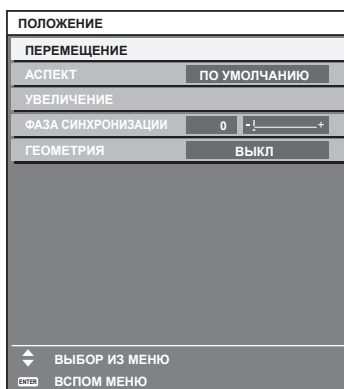 ПОЛОЖЕНИЕ
ПЕРЕМЕЩЕНИЕ
АСПЕКТ ПО УМОЛЧАНИЮ
УВЕЛИЧЕНИЕ
ФАЗА СИНХРОНИЗАЦИИ 0 - +
ГЕОМЕТРИЯ ВЫКЛ
ВЫБОР ИЗ МЕНЮ
ENTER ВСПОМ МЕНЮ